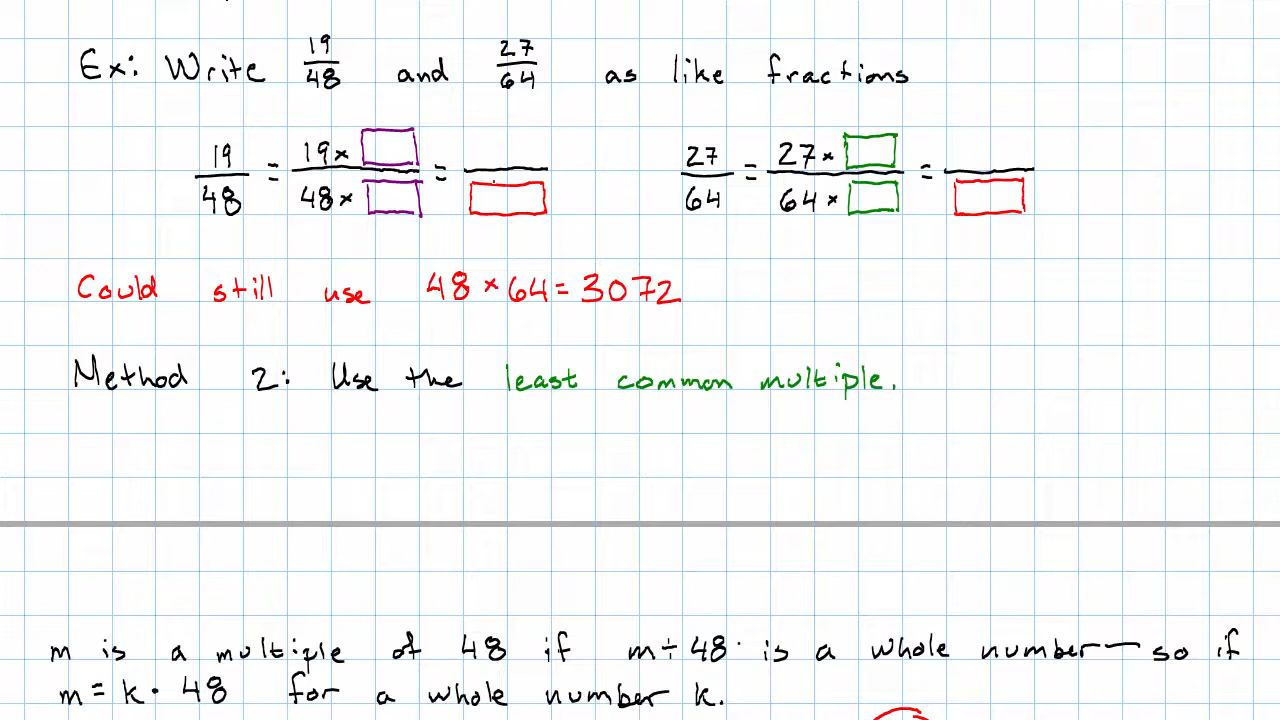 Ex: Write 19/48 and 27/64 as like fractions
19/48 = 19×□/48×□ = /□ 27/64 = 27×□/64×□ = /□
Could still use 48×64=3072
Method 2: Use the least common multiple.
m is a multiple of 48 if m÷48 is a whole number—so if
m=k·48 for a whole number k.